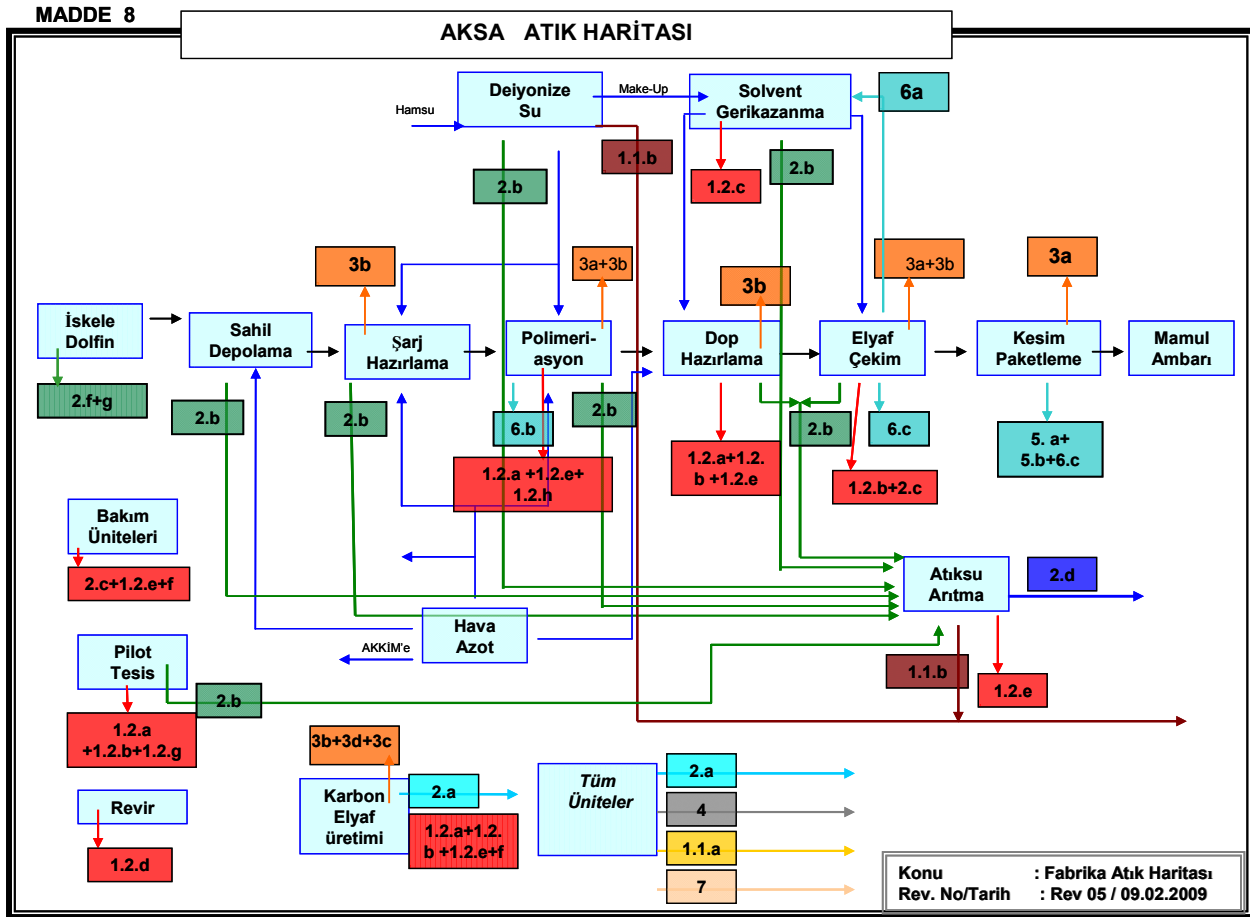 MADDE 8
AKSA ATIK HARİTASI
Deiyonize
Su
Make-Up
Solvent
Gerikazanma
6a
Hamsu
1.1.b
2.b
1.2.c
2.b
3b
3a+3b
3b
3a+3b
3a
İskele
Dolfin
Sahil
Depolama
Şarj
Hazırlama
Polimeri-
asyon
Dop
Hazırlama
Elyaf
Çekim
Kesim
Paketleme
Mamul
Ambarı
2.f+g
2.b
2.b
6.b
2.b
2.b
6.c
5. a+
5.b+6.c
1.2.a +1.2.e+
1.2.h
1.2.a+1.2.
b +1.2.e
1.2.b+2.c
Bakım
Üniteleri
2.c+1.2.e+f
Atıksu
Arıtma
2.d
Hava
Azot
AKKİM'e
Pilot
Tesis
2.b
1.1.b
1.2.e
1.2.a
+1.2.b+1.2.g
3b+3d+3c
Karbon
Elyaf
üretimi
2.a
1.2.a+1.2.
b +1.2.e+f
Tüm
Üniteler
2.a
4
1.1.a
7
Revir
1.2.d
Konu : Fabrika Atık Haritası
Rev. No/Tarih : Rev 05 / 09.02.2009